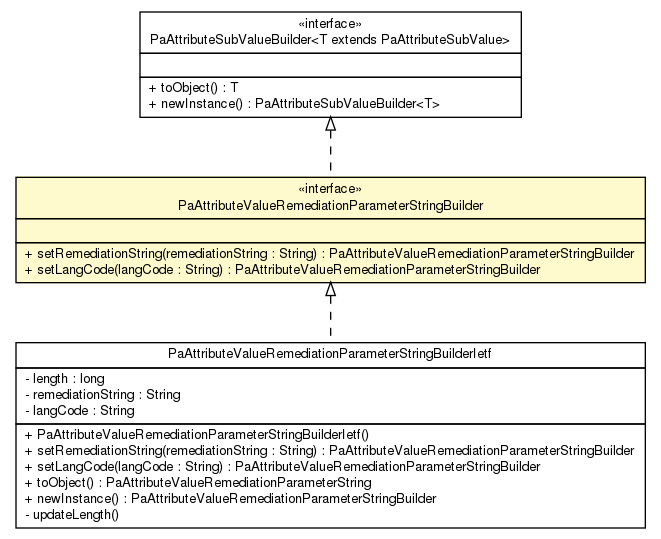 «interface»
PaAttributeSubValueBuilder<T extends PaAttributeSubValue>
+ toObject() : T
+ newInstance() : PaAttributeSubValueBuilder<T>
«interface»
PaAttributeValueRemediationParameterStringBuilder
+ setRemediationString(remediationString : String) : PaAttributeValueRemediationParameterStringBuilder
+ setLangCode(langCode : String) : PaAttributeValueRemediationParameterStringBuilder
PaAttributeValueRemediationParameterStringBuilderIetf
- length : long
- remediationString : String
- langCode : String
+ PaAttributeValueRemediationParameterStringBuilderIetf()
+ setRemediationString(remediationString : String) : PaAttributeValueRemediationParameterStringBuilder
+ setLangCode(langCode : String) : PaAttributeValueRemediationParameterStringBuilder
+ toObject() : PaAttributeValueRemediationParameterString
+ newInstance() : PaAttributeValueRemediationParameterStringBuilder
- updateLength()